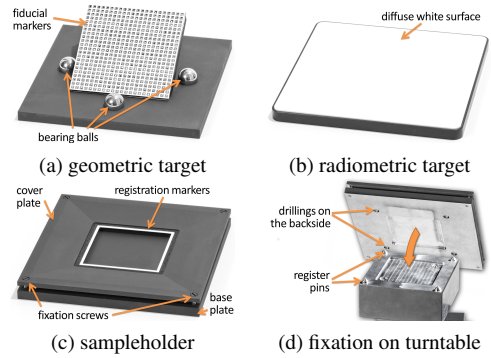 fiducial
markers
bearing balls
(a) geometric target
diffuse white surface
(b) radiometric target
cover
plate
registration markers
fixation screws
base
plate
(c) sampleholder
drillings on
the backside
register
pins
(d) fixation on turntable